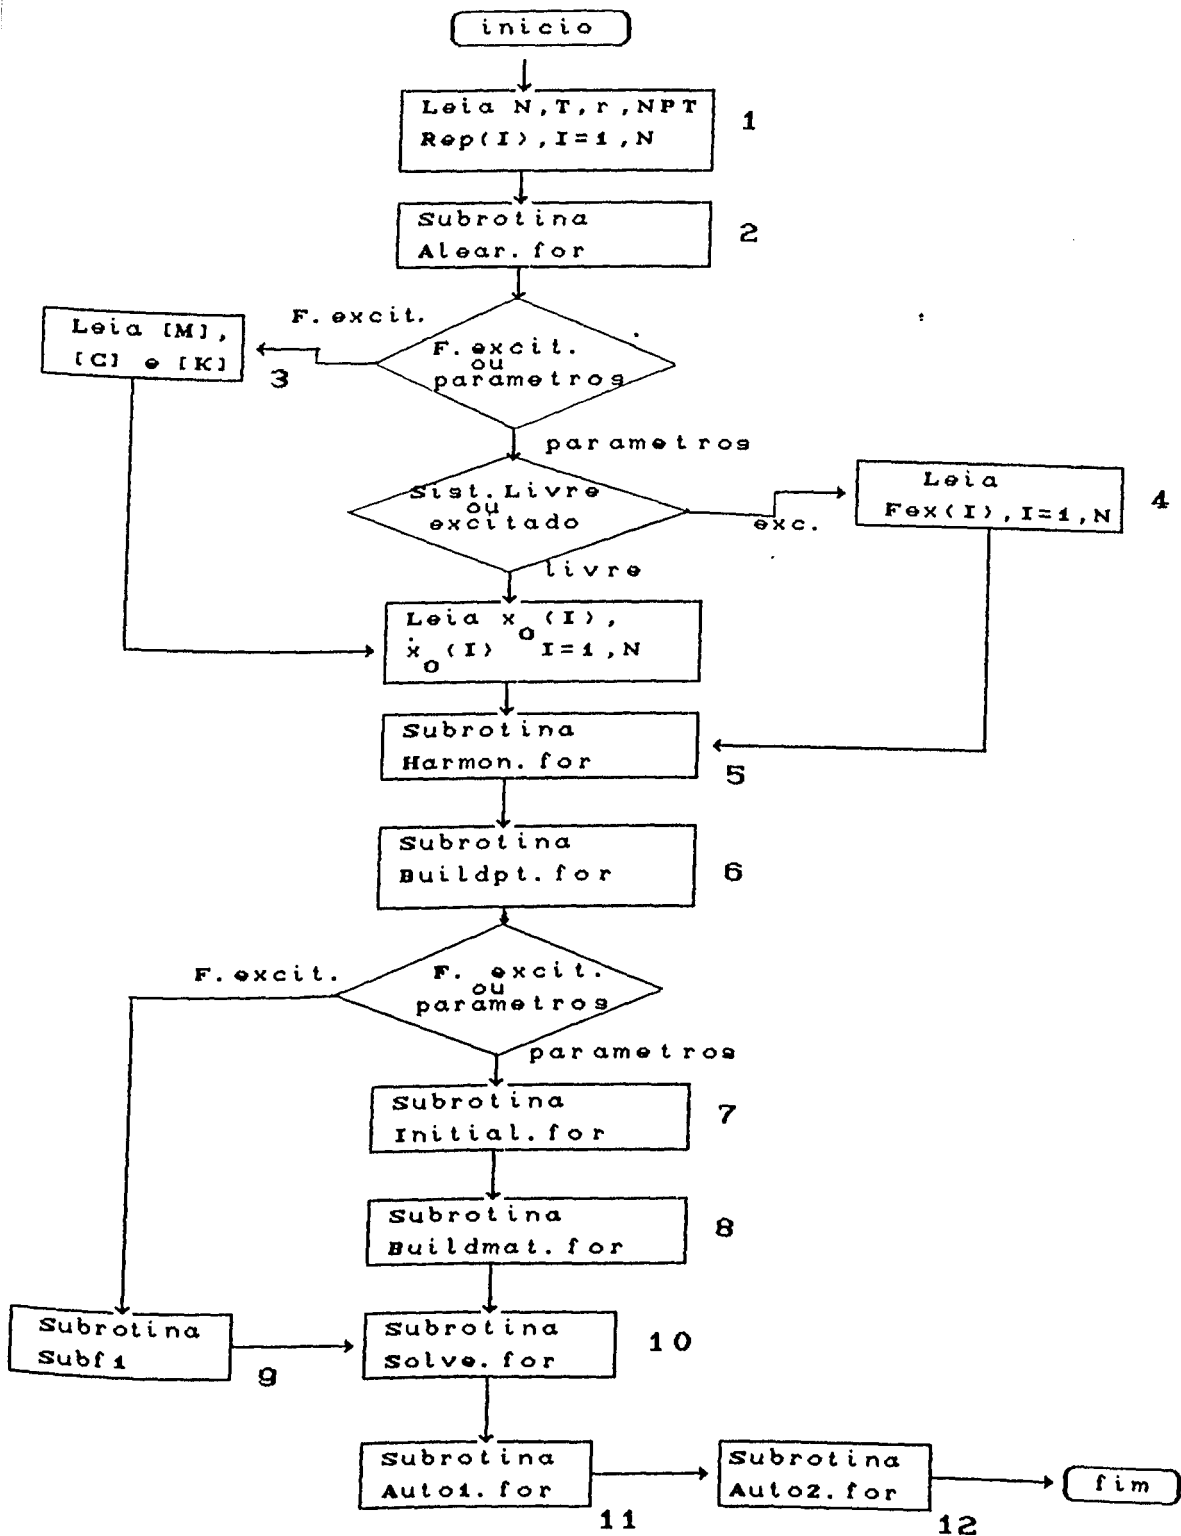 inicio
Leia N,T,r,NPT
Rep(I),I=1,N
1
Subrotina
Alear.for
2
F.excit.
Leia [M],
[C] e [K]
3
F.excit.
ou
parametros
parametros
Sist.Livre
ou
excitado
exc.
Leia
Fex(I),I=1,N
4
livre
Leia x0(I),
ẋ0(I) I=1,N
Subrotina
Harmon.for
5
Subrotina
Buildpt.for
6
F.excit.
F. excit.
ou
parametros
parametros
Subrotina
Initial.for
7
Subrotina
Buildmat.for
8
Subrotina
Subf1
9
Subrotina
Solve.for
10
Subrotina
Auto1.for
11
Subrotina
Auto2.for
12
fim